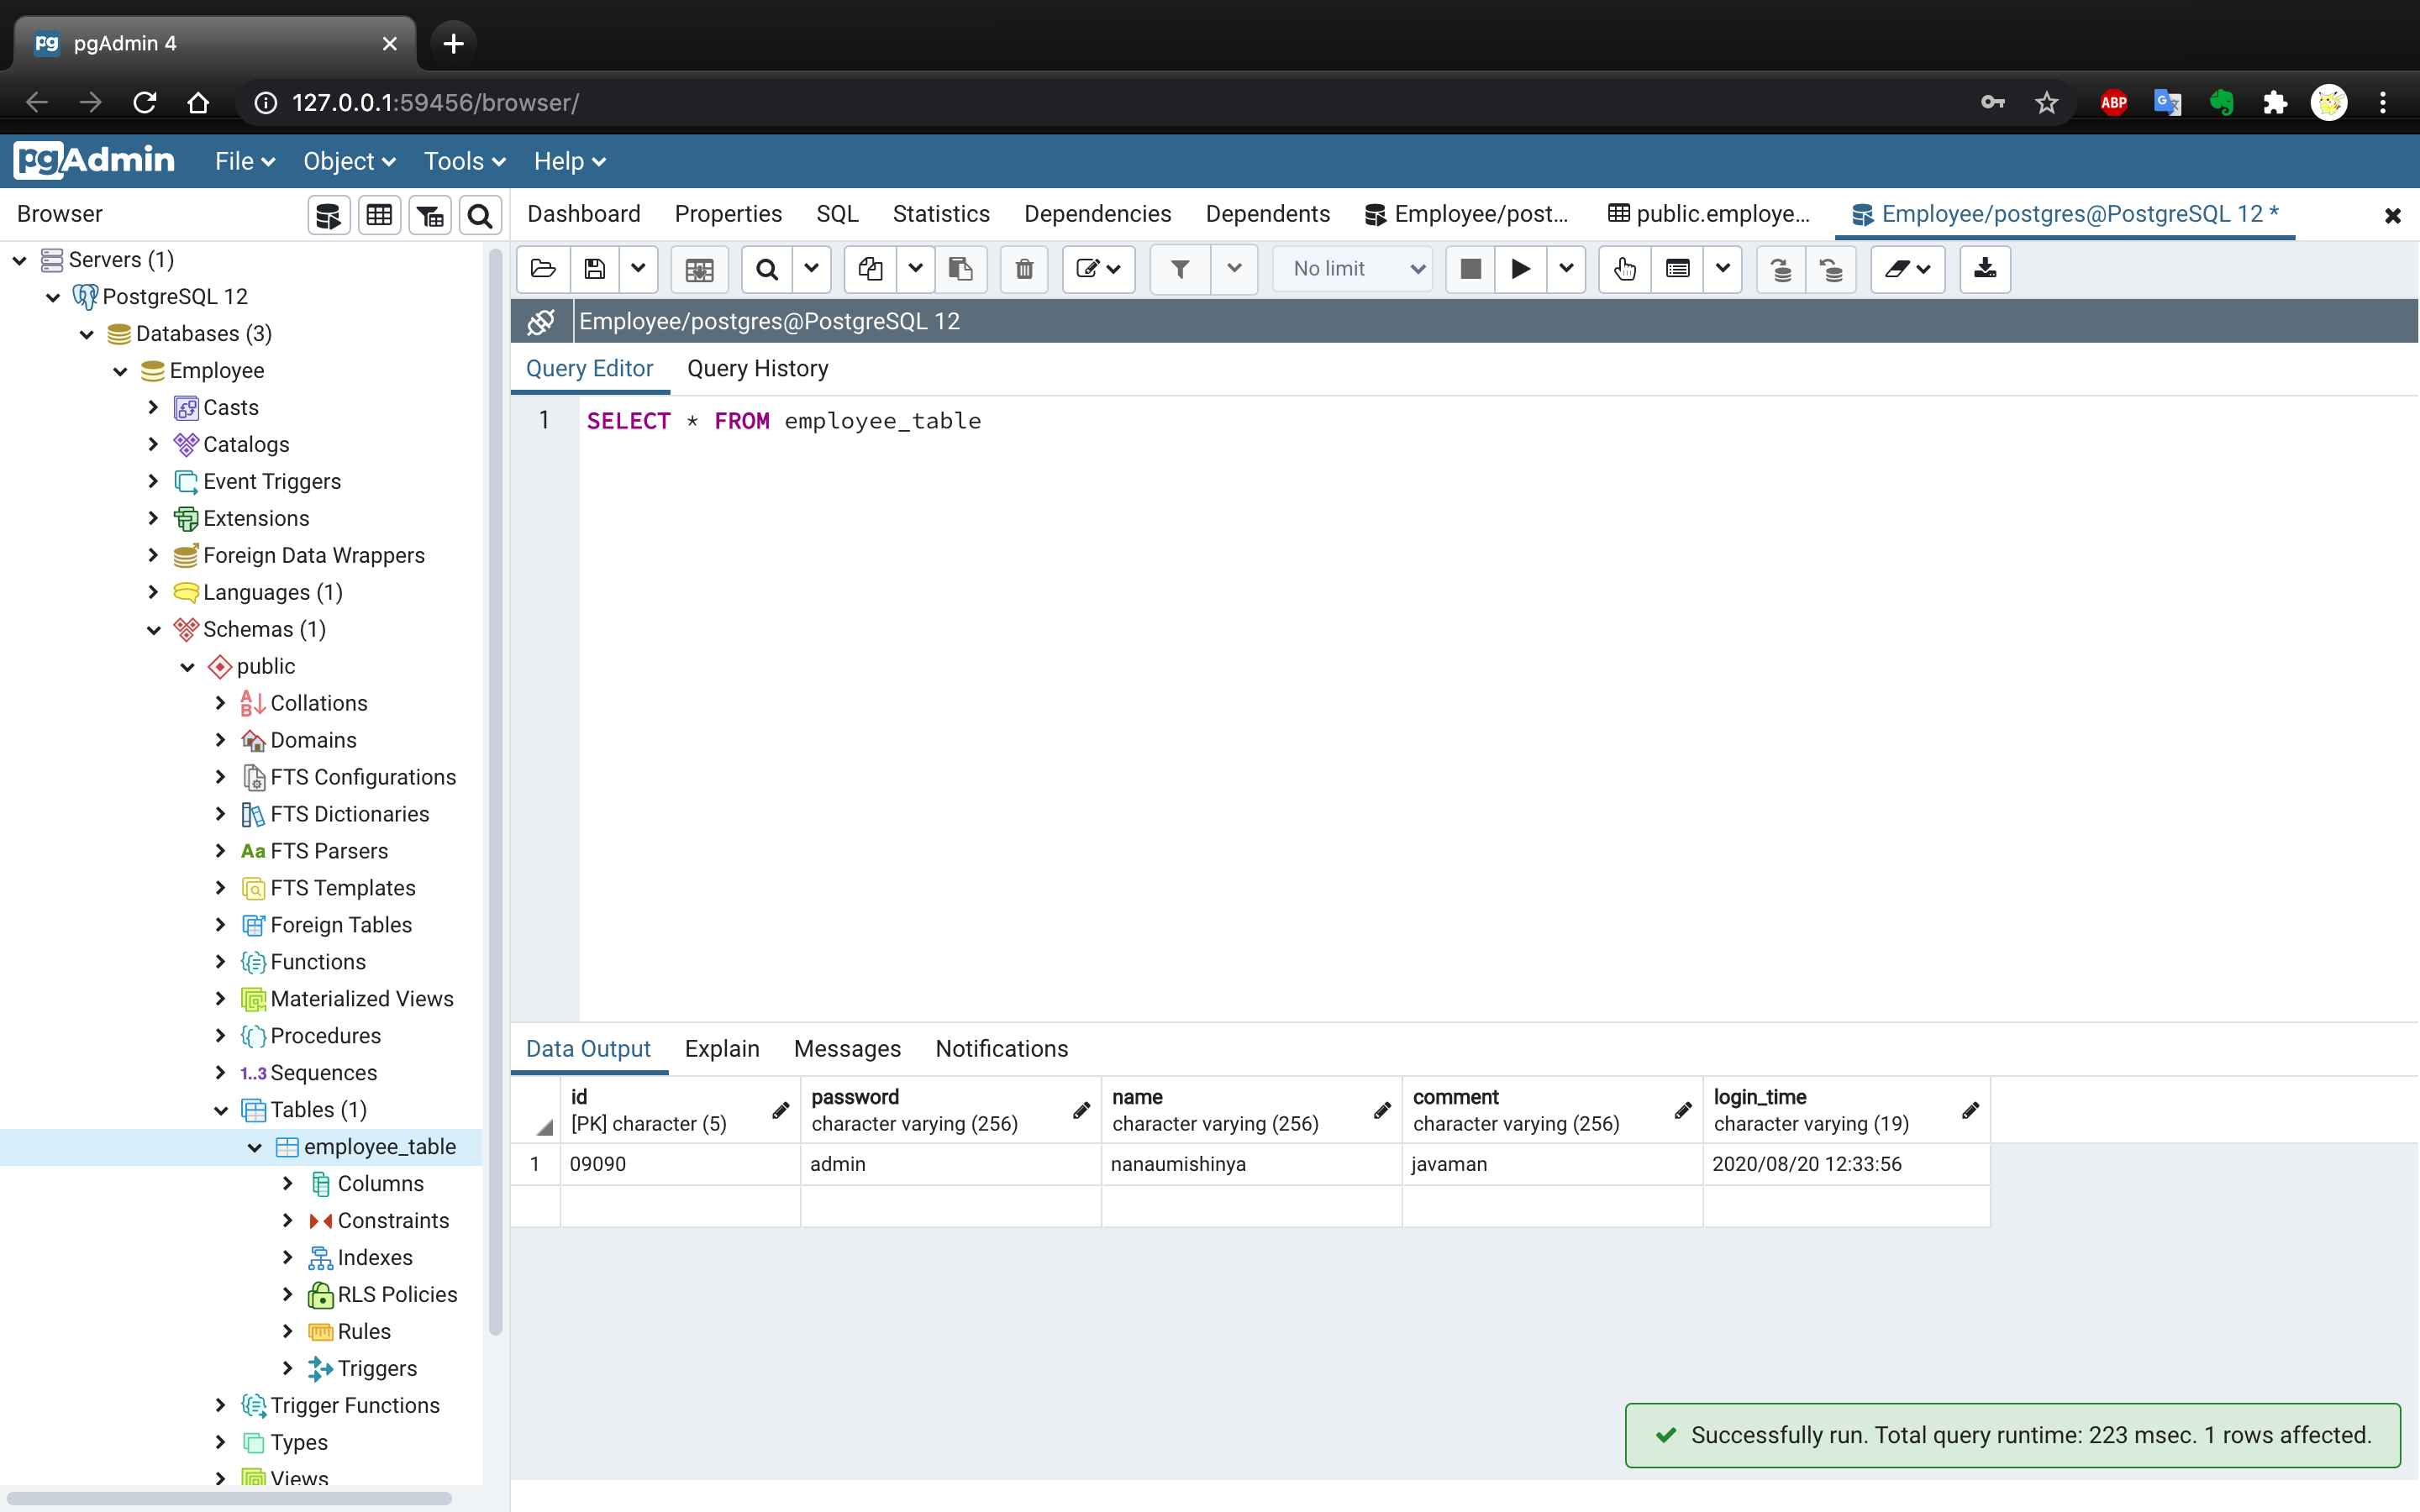 pgAdmin 4
127.0.0.1:59456/browser/
pgAdmin File Object Tools Help
Browser
Dashboard Properties SQL Statistics Dependencies Dependents Employee/post... public.employe... Employee/postgres@PostgreSQL 12 *
No limit
Employee/postgres@PostgreSQL 12
Query Editor Query History
1 SELECT * FROM employee_table
Servers (1)
PostgreSQL 12
Databases (3)
Employee
Casts
Catalogs
Event Triggers
Extensions
Foreign Data Wrappers
Languages (1)
Schemas (1)
public
Collations
Domains
FTS Configurations
FTS Dictionaries
Aa FTS Parsers
FTS Templates
Foreign Tables
Functions
Materialized Views
Procedures
1..3 Sequences
Tables (1)
employee_table
Columns
Constraints
Indexes
RLS Policies
Rules
Triggers
Trigger Functions
Types
Views
Data Output Explain Messages Notifications
id password name comment login_time
[PK] character (5) character varying (256) character varying (256) character varying (256) character varying (19)
1 09090 admin nanaumishinya javaman 2020/08/20 12:33:56
Successfully run. Total query runtime: 223 msec. 1 rows affected.
ABP